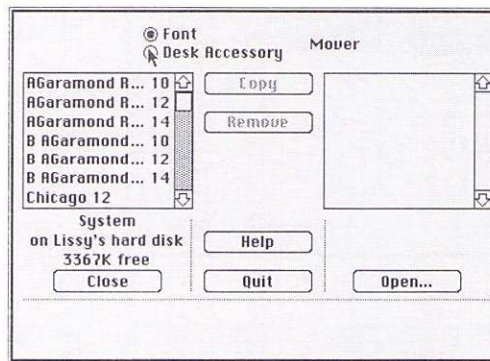 Font
Desk Accessory
Mover
AGaramond R... 10
AGaramond R... 12
AGaramond R... 14
B AGaramond... 10
B AGaramond... 12
B AGaramond... 14
Chicago 12
Copy
Remove
System
on Lissy's hard disk
3367K free
Close
Help
Quit
Open...